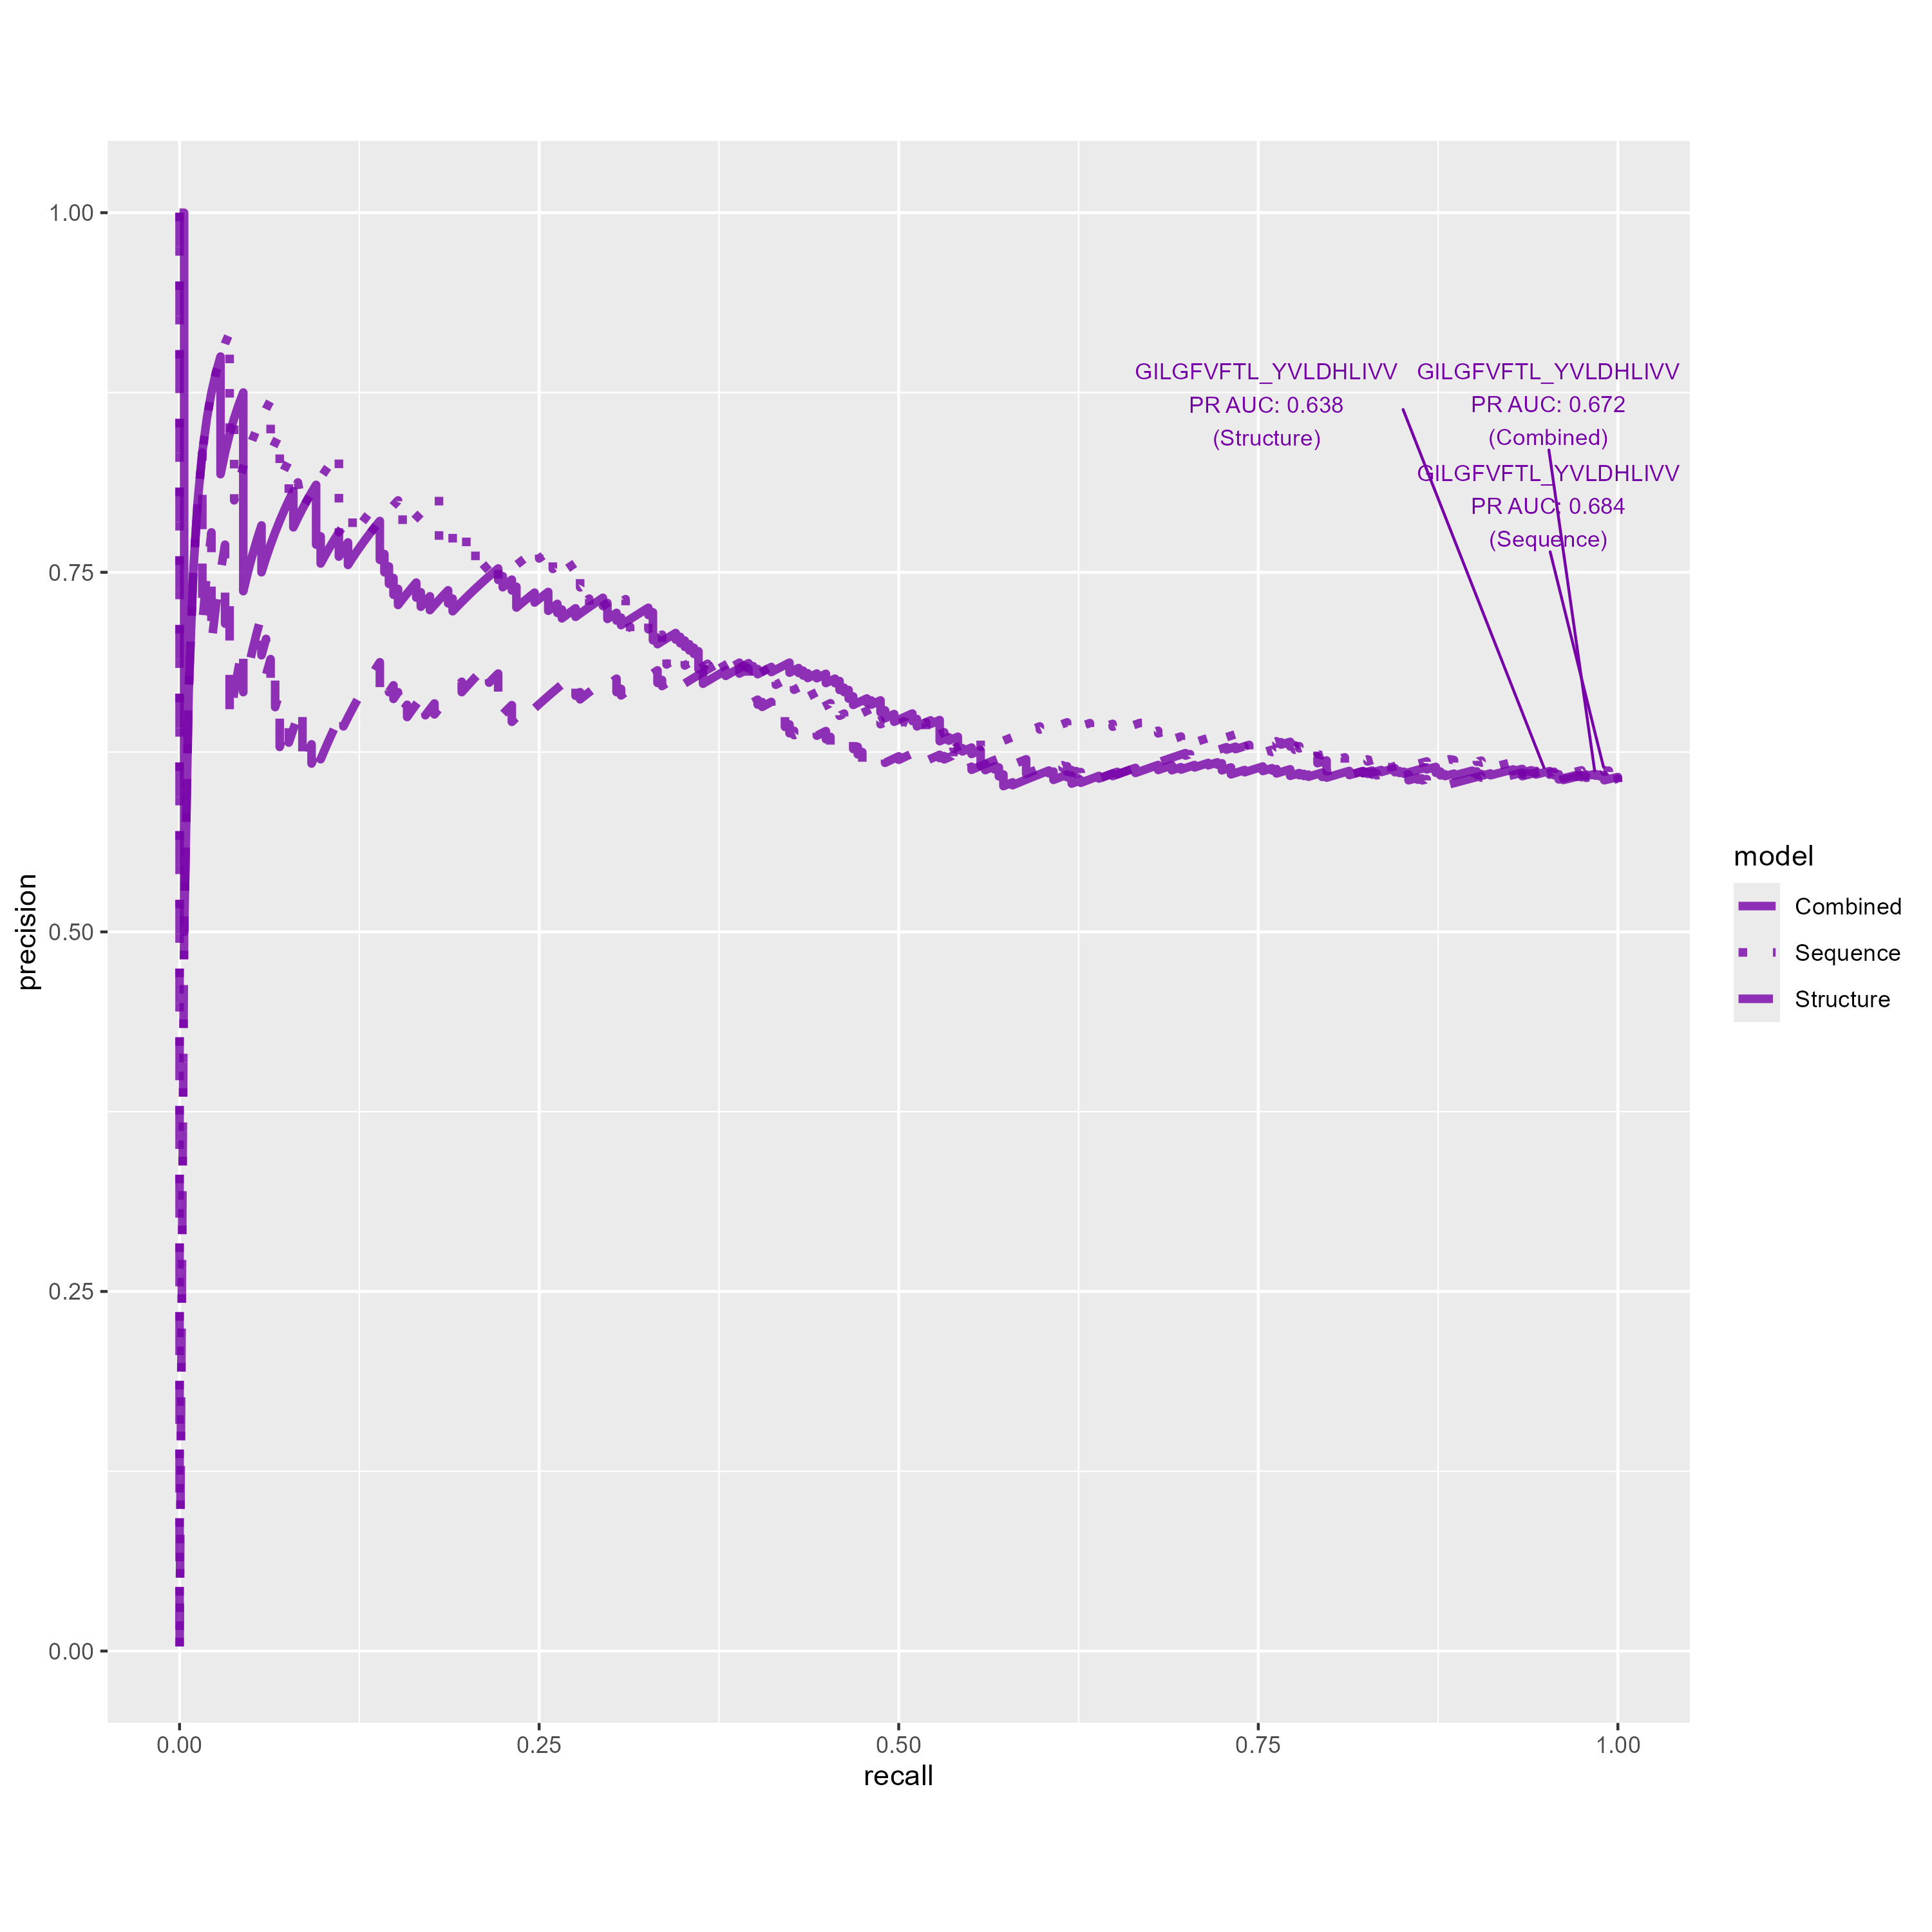 1.00
0.75
0.50
0.25
0.00
precision
GILGFVFTL_YVLDHLIVV
PR AUC: 0.638
(Structure)
GILGFVFTL_YVLDHLIVV
PR AUC: 0.672
(Combined)
GILGFVFTL_YVLDHLIVV
PR AUC: 0.684
(Sequence)
0.00 0.25 0.50 0.75 1.00
recall
model
Combined
Sequence
Structure